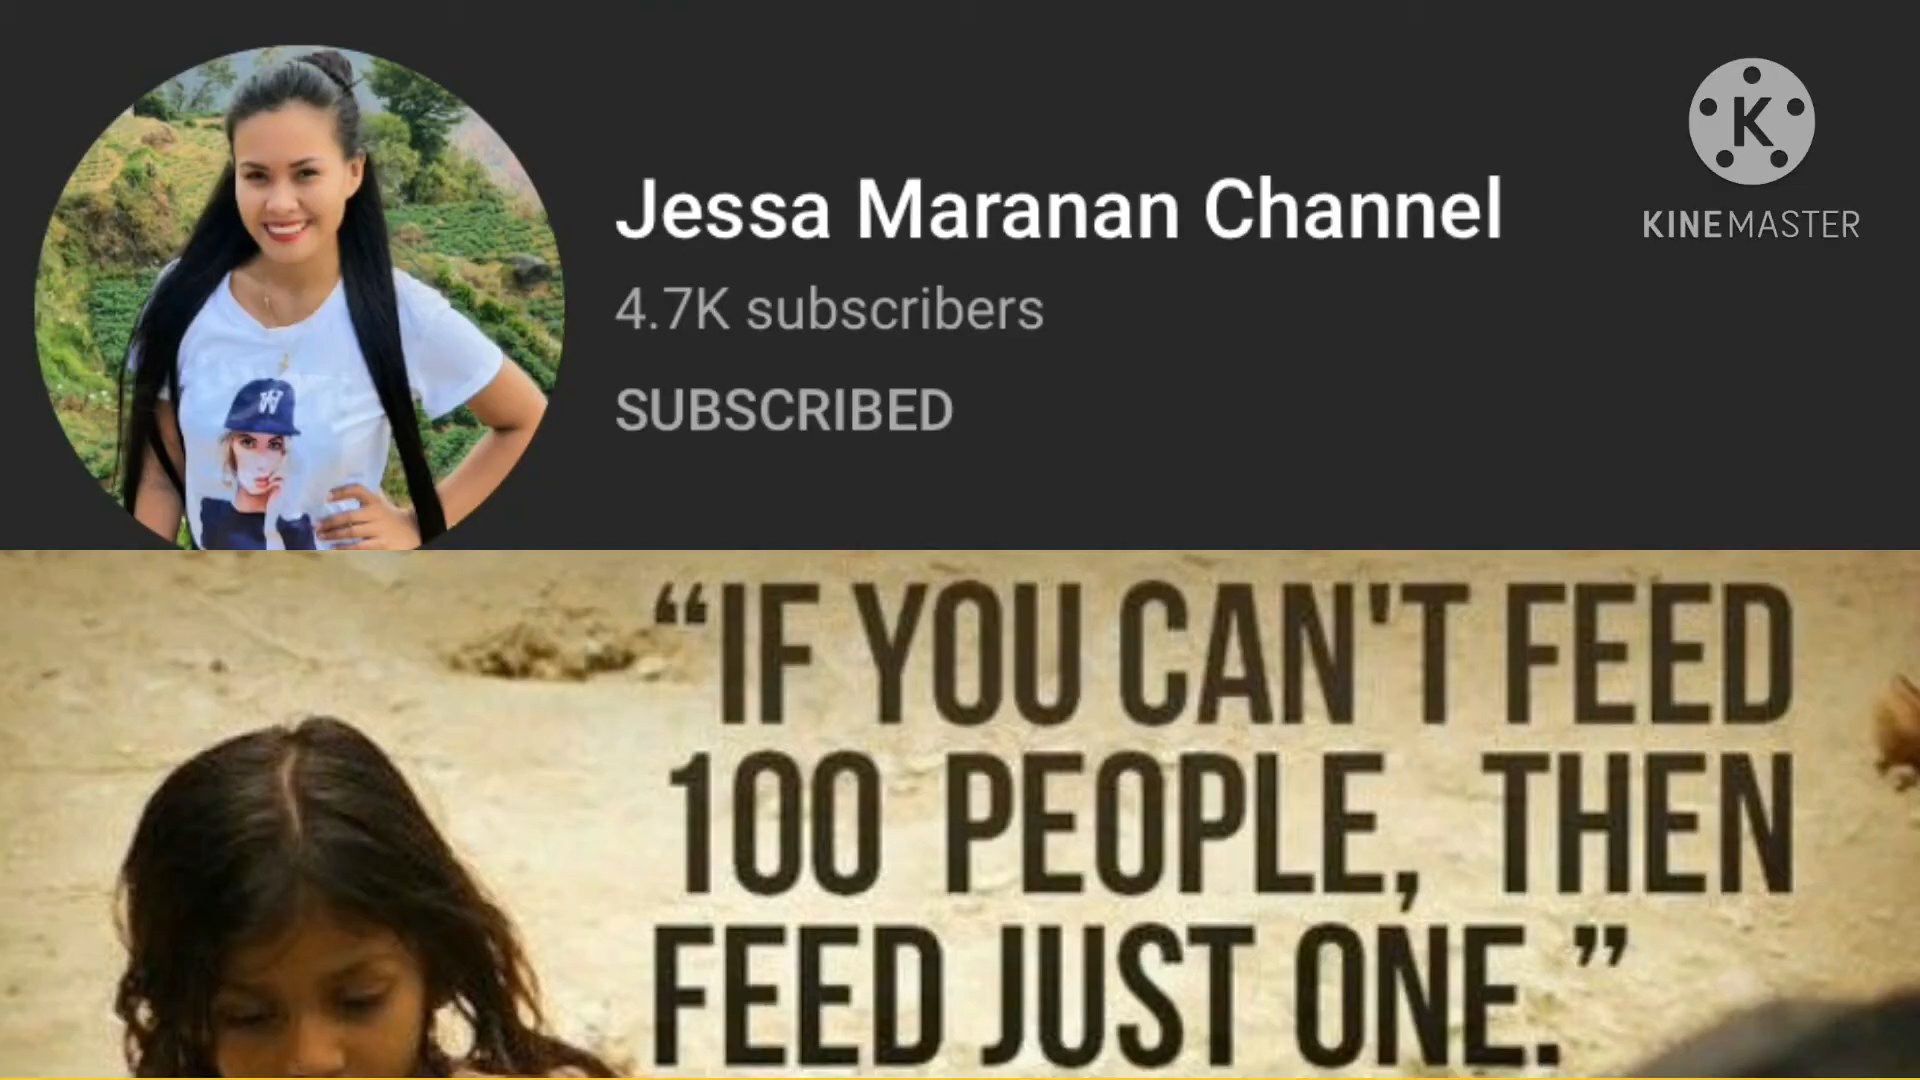 Jessa Maranan Channel
4.7K subscribers
SUBSCRIBED
K
KINEMASTER
W
“IF YOU CAN'T FEED
100 PEOPLE, THEN
FEED JUST ONE.”